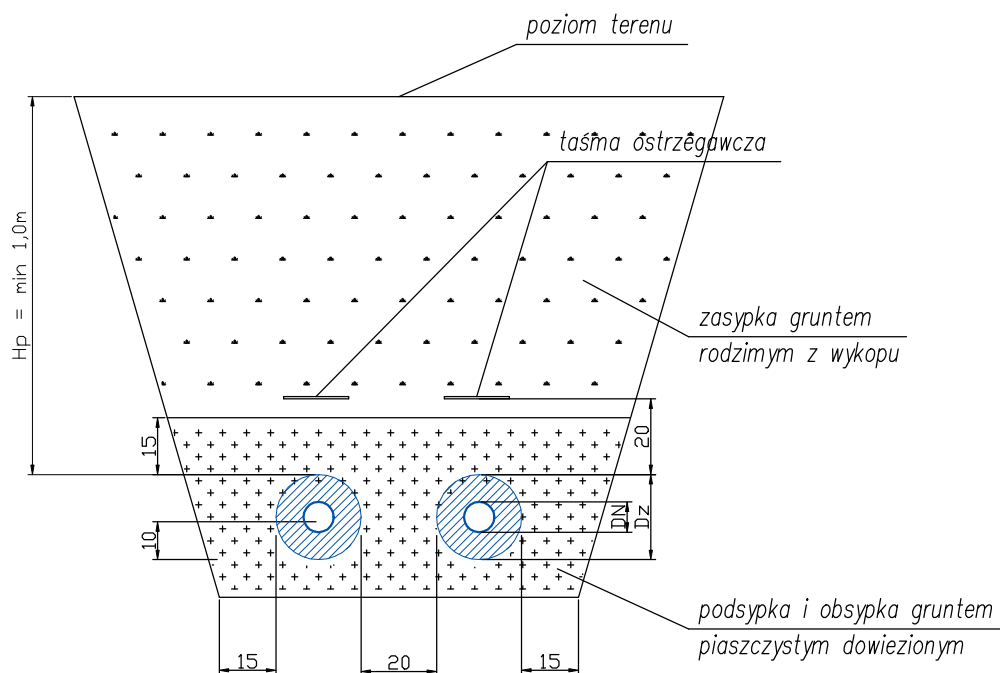 poziom terenu
taśma ostrzegawcza
Hp = min 1,0m
zasypka gruntem
rodzimym z wykopu
15
20
10
DN
Dz
podsypka i obsypka gruntem
piaszczystym dowiezionym
15
20
15